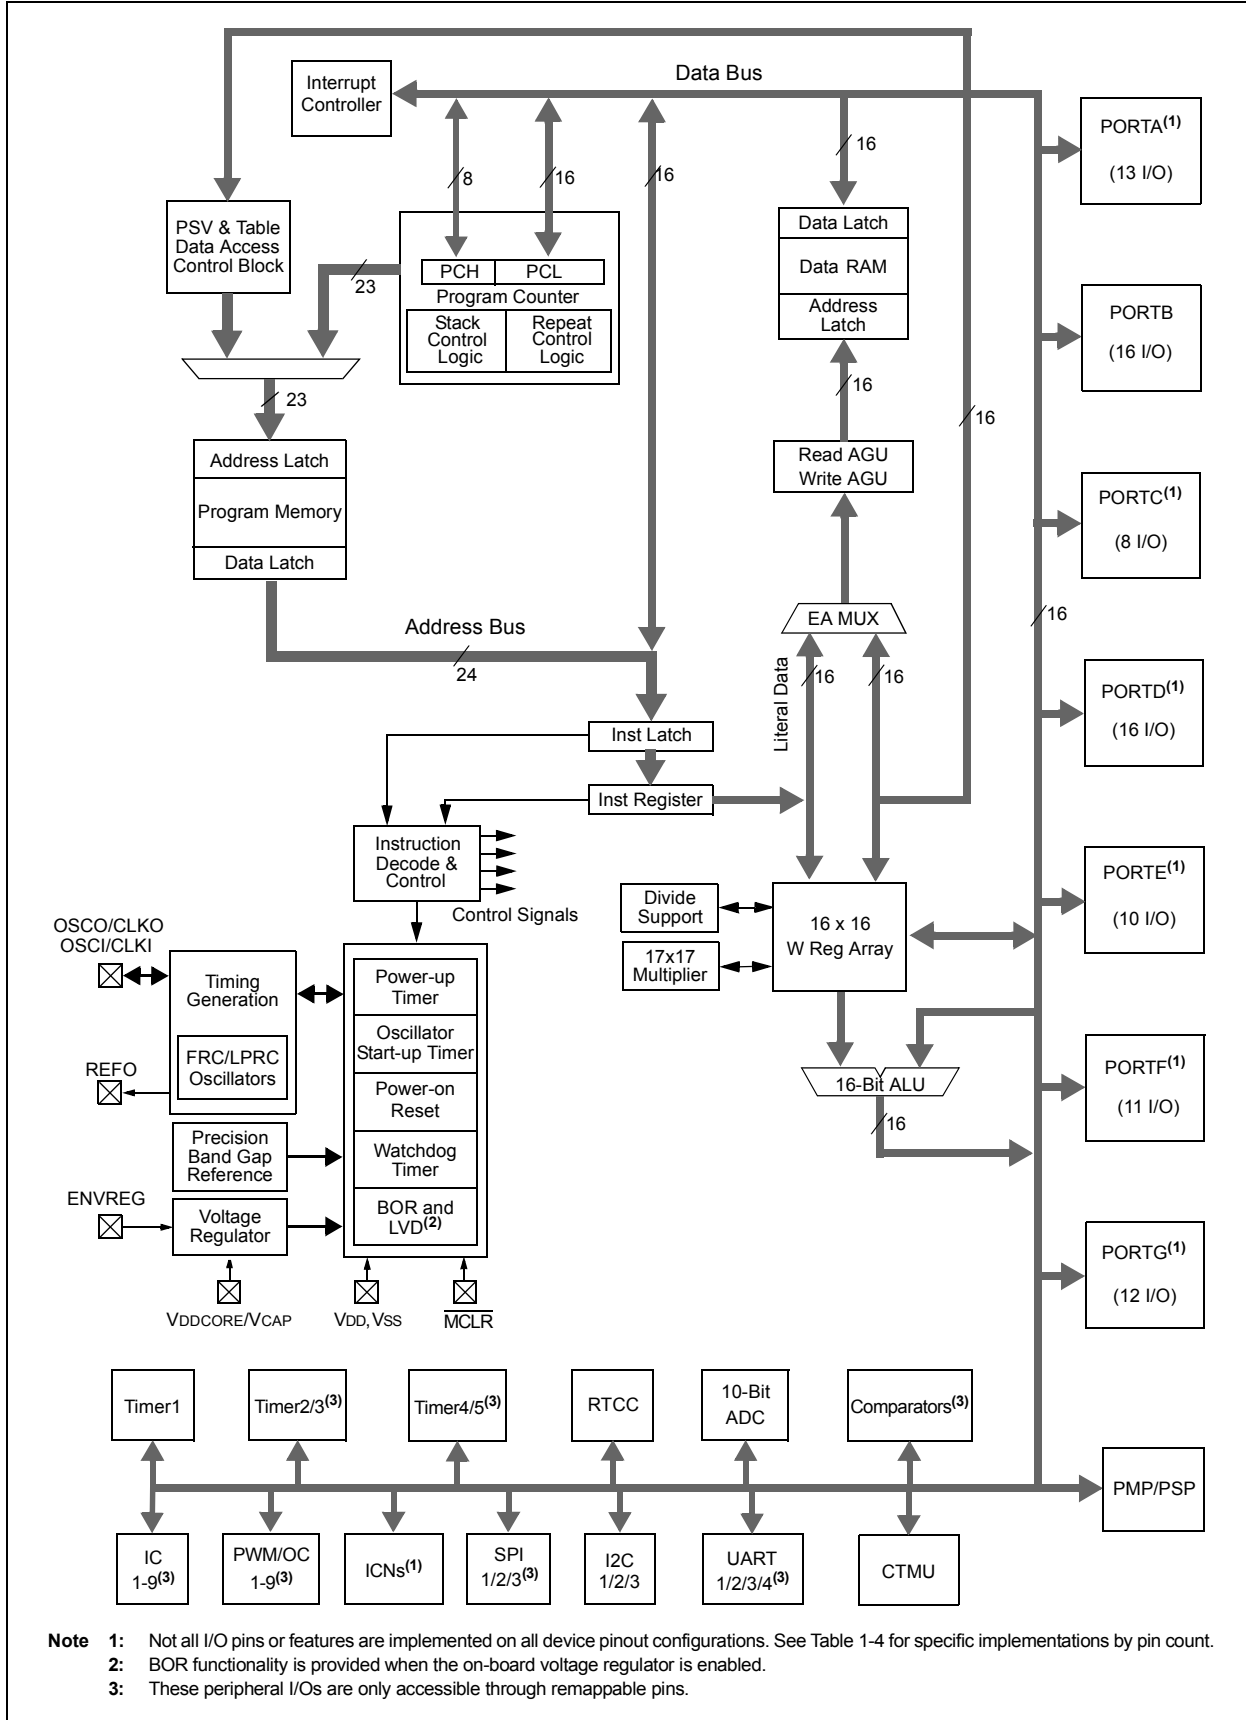 Data Bus
Interrupt
Controller
16
8
16
16
PORTA(1)
(13 I/O)
PSV & Table
Data Access
Control Block
23
PCH
PCL
Program Counter
Stack
Control
Logic
Repeat
Control
Logic
Data Latch
Data RAM
Address
Latch
PORTB
(16 I/O)
23
16
16
Address Latch
Program Memory
Data Latch
Read AGU
Write AGU
PORTC(1)
(8 I/O)
Address Bus
24
EA MUX
16
Literal Data
16
16
PORTD(1)
(16 I/O)
Inst Latch
Inst Register
Instruction
Decode &
Control
Control Signals
Divide
Support
17x17
Multiplier
16 x 16
W Reg Array
PORTE(1)
(10 I/O)
OSCO/CLKO
OSCI/CLKI
Timing
Generation
FRC/LPRC
Oscillators
REFO
Power-up
Timer
Oscillator
Start-up Timer
Power-on
Reset
Watchdog
Timer
BOR and
LVD(2)
16-Bit ALU
16
PORTF(1)
(11 I/O)
Precision
Band Gap
Reference
ENVREG
Voltage
Regulator
VDDCORE/VCAP
VDD, VSS
MCLR
PORTG(1)
(12 I/O)
Timer1
Timer2/3(3)
Timer4/5(3)
RTCC
10-Bit
ADC
Comparators(3)
PMP/PSP
IC
1-9(3)
PWM/OC
1-9(3)
ICNs(1)
SPI
1/2/3(3)
I2C
1/2/3
UART
1/2/3/4(3)
CTMU
Note 1: Not all I/O pins or features are implemented on all device pinout configurations. See Table 1-4 for specific implementations by pin count.
2: BOR functionality is provided when the on-board voltage regulator is enabled.
3: These peripheral I/Os are only accessible through remappable pins.